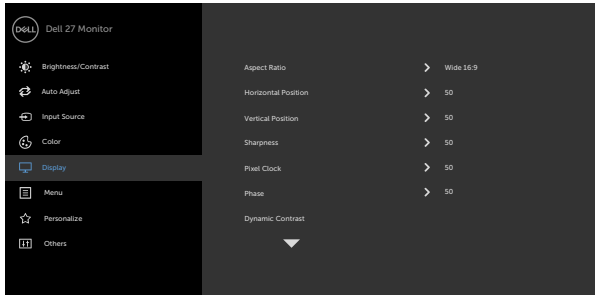 DELL Dell 27 Monitor
Brightness/Contrast
Auto Adjust
Input Source
Color
Display
Menu
Personalize
Others
Aspect Ratio Wide 16:9
Horizontal Position 50
Vertical Position 50
Sharpness 50
Pixel Clock 50
Phase 50
Dynamic Contrast